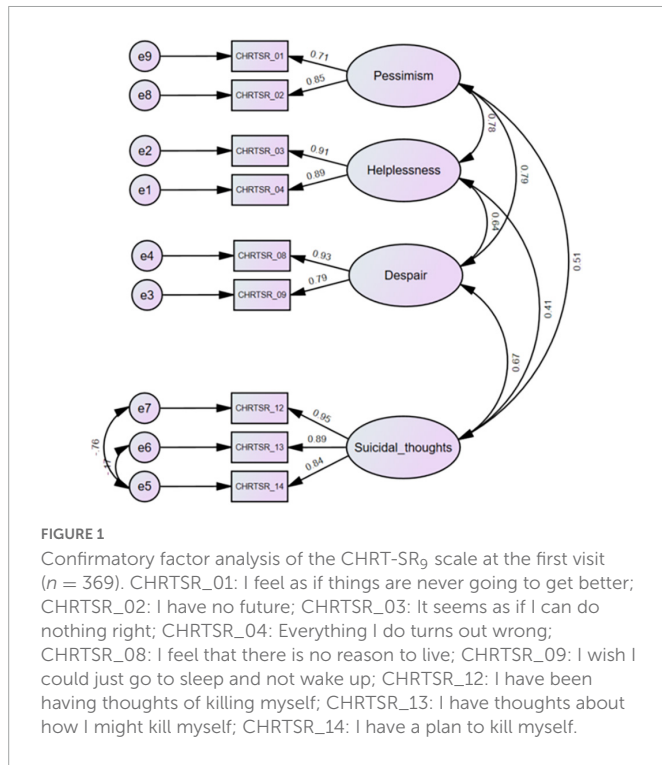 e9
CHRTSR_01
0.71
Pessimism
e8
CHRTSR_02
0.85
0.78
e2
CHRTSR_03
0.91
Helplessness
0.79
e1
CHRTSR_04
0.89
0.64
e4
CHRTSR_08
0.93
Despair
0.51
e3
CHRTSR_09
0.79
0.41
0.67
e7
CHRTSR_12
0.95
-.76
e6
CHRTSR_13
0.89
Suicidal_thoughts
e5
CHRTSR_14
0.84
FIGURE 1
Confirmatory factor analysis of the CHRT-SR₉ scale at the first visit
(n = 369). CHRTSR_01: I feel as if things are never going to get better;
CHRTSR_02: I have no future; CHRTSR_03: It seems as if I can do
nothing right; CHRTSR_04: Everything I do turns out wrong;
CHRTSR_08: I feel that there is no reason to live; CHRTSR_09: I wish I
could just go to sleep and not wake up; CHRTSR_12: I have been
having thoughts of killing myself; CHRTSR_13: I have thoughts about
how I might kill myself; CHRTSR_14: I have a plan to kill myself.